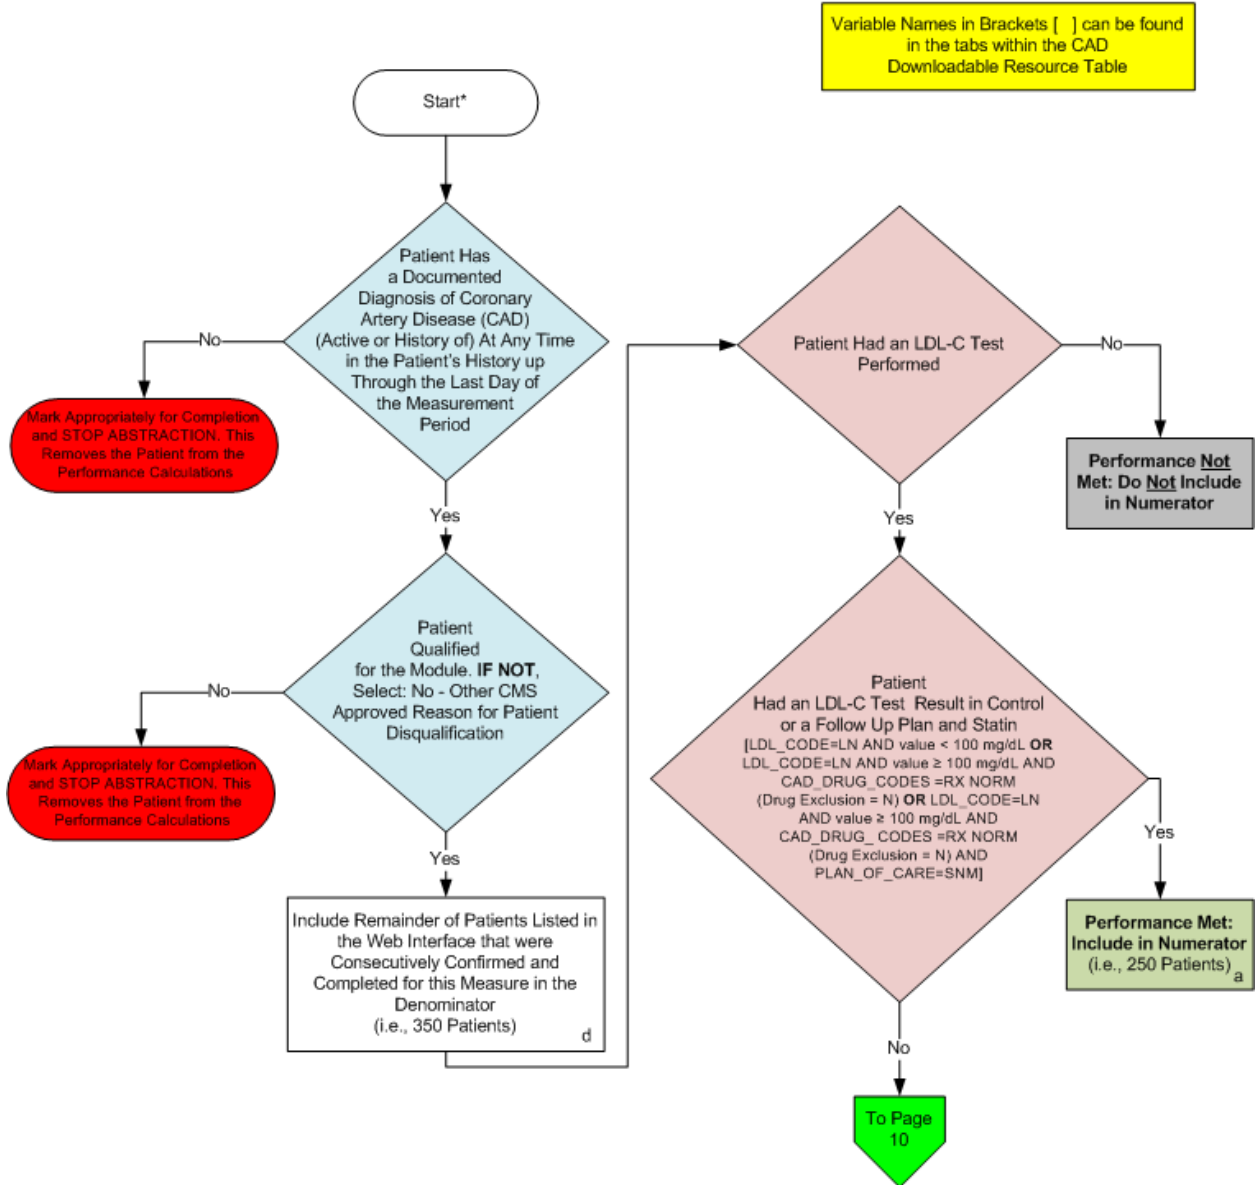 Variable Names in Brackets [  ] can be found
in the tabs within the CAD
Downloadable Resource Table
Start*
Patient Has
a Documented
Diagnosis of Coronary
Artery Disease (CAD)
(Active or History of) At Any Time
in the Patient's History up
Through the Last Day of
the Measurement
Period
No
Mark Appropriately for Completion
and STOP ABSTRACTION. This
Removes the Patient from the
Performance Calculations
Yes
Patient
Qualified
for the Module. IF NOT,
Select: No - Other CMS
Approved Reason for Patient
Disqualification
No
Mark Appropriately for Completion
and STOP ABSTRACTION. This
Removes the Patient from the
Performance Calculations
Yes
Include Remainder of Patients Listed in
the Web Interface that were
Consecutively Confirmed and
Completed for this Measure in the
Denominator
(i.e., 350 Patients)
d
Patient Had an LDL-C Test
Performed
No
Performance Not
Met: Do Not Include
in Numerator
Yes
Patient
Had an LDL-C Test Result in Control
or a Follow Up Plan and Statin
[LDL_CODE=LN AND value < 100 mg/dL OR
LDL_CODE=LN AND value ≥ 100 mg/dL AND
CAD_DRUG_CODES =RX NORM
(Drug Exclusion = N) OR LDL_CODE=LN
AND value ≥ 100 mg/dL AND
CAD_DRUG_CODES =RX NORM
(Drug Exclusion = N) AND
PLAN_OF_CARE=SNM]
Yes
Performance Met:
Include in Numerator
(i.e., 250 Patients)
a
No
To Page
10